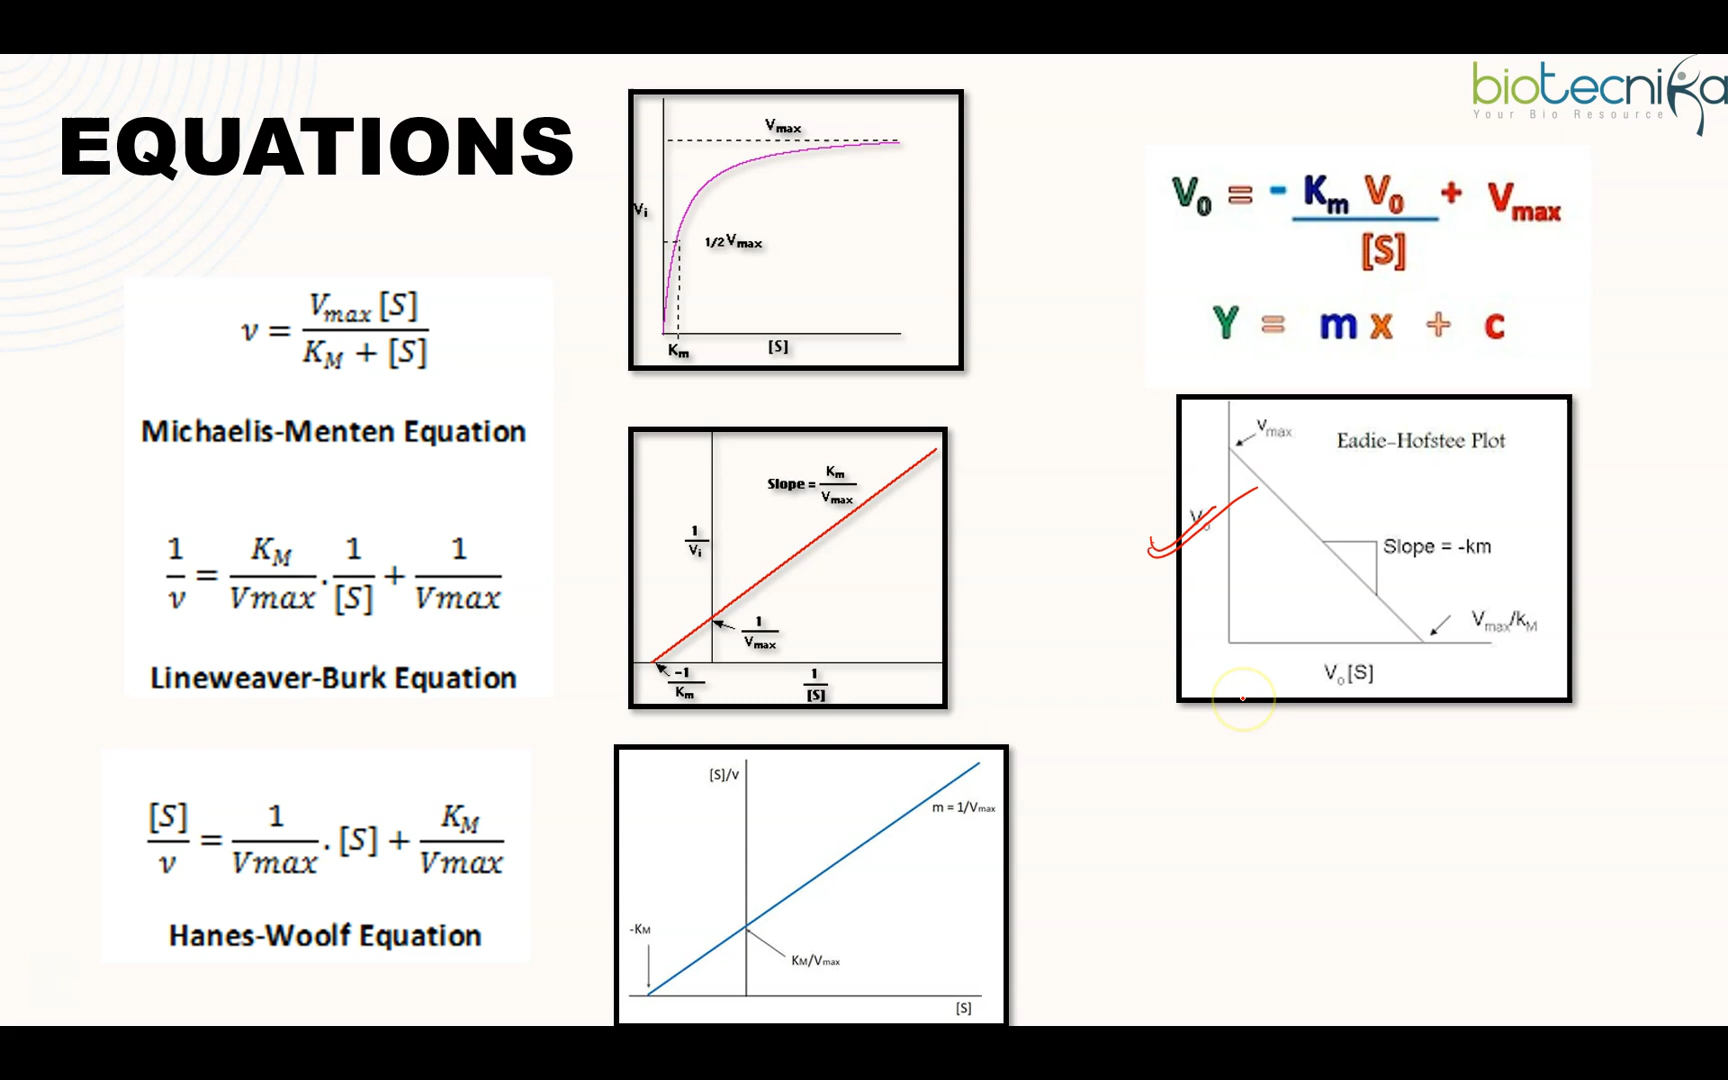 EQUATIONS
biotecnika
Your Bio Resource
v = Vmax [S] / KM + [S]
Michaelis-Menten Equation
1/v = KM/Vmax . 1/[S] + 1/Vmax
Lineweaver-Burk Equation
[S]/v = 1/Vmax . [S] + KM/Vmax
Hanes-Woolf Equation
Vmax
Vi
1/2 Vmax
Km
[S]
Slope = Km/Vmax
1/Vi
1/Vmax
-1/Km
1/[S]
[S]/v
m = 1/Vmax
-KM
KM/Vmax
[S]
V0 = - Km V0 / [S] + Vmax
Y = m x + c
Vmax
Eadie-Hofstee Plot
Vo
Slope = -km
Vmax/kM
Vo[S]